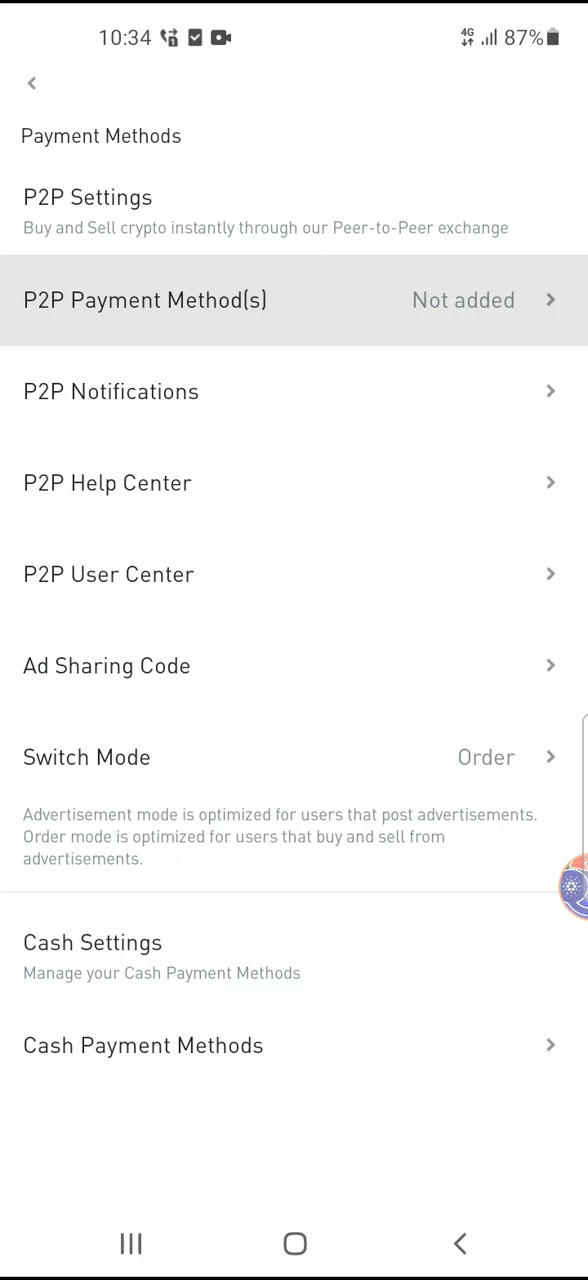 10:34
4G
87%
Payment Methods
P2P Settings
Buy and Sell crypto instantly through our Peer-to-Peer exchange
P2P Payment Method(s)
Not added
P2P Notifications
P2P Help Center
P2P User Center
Ad Sharing Code
Switch Mode
Order
Advertisement mode is optimized for users that post advertisements.
Order mode is optimized for users that buy and sell from
advertisements.
Cash Settings
Manage your Cash Payment Methods
Cash Payment Methods